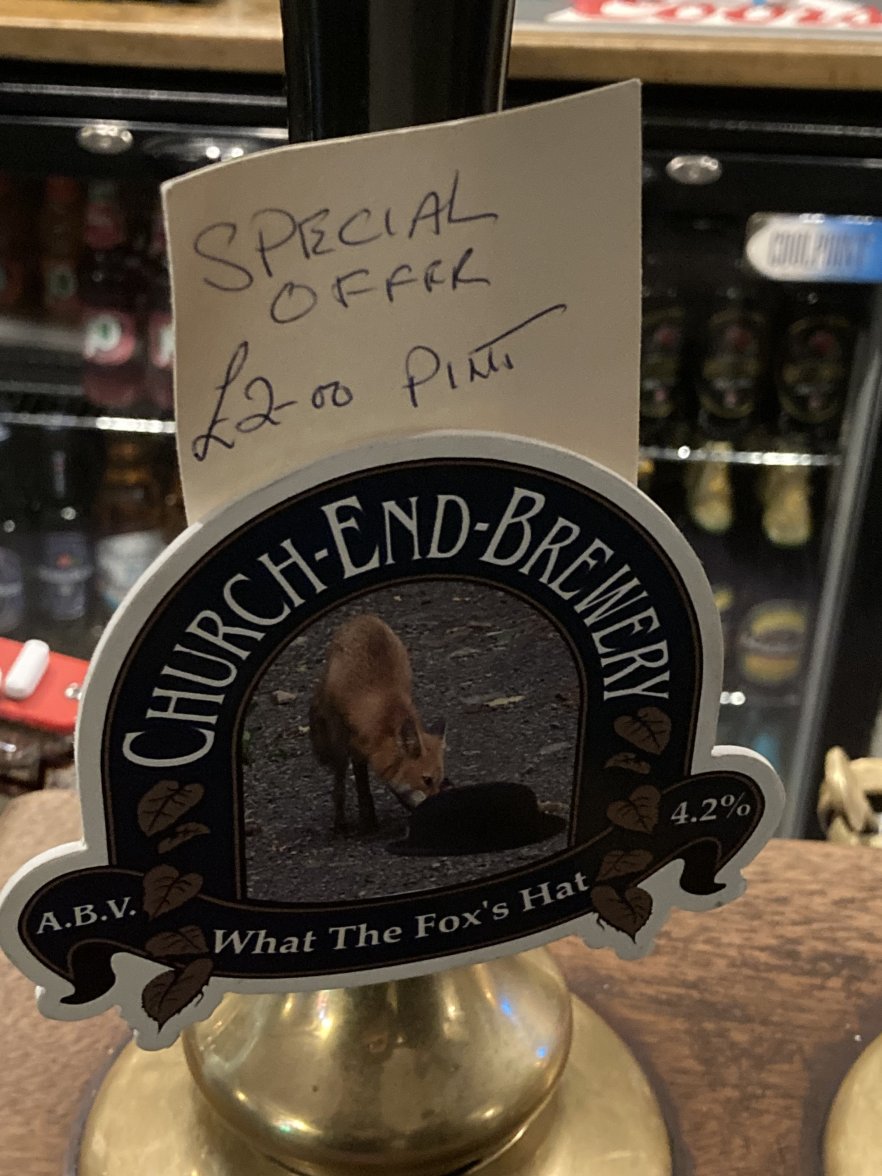 SPECIAL
OFFER
£2-00 PINT
CHURCH-END-BREWERY
A.B.V.
4.2%
What The Fox's Hat